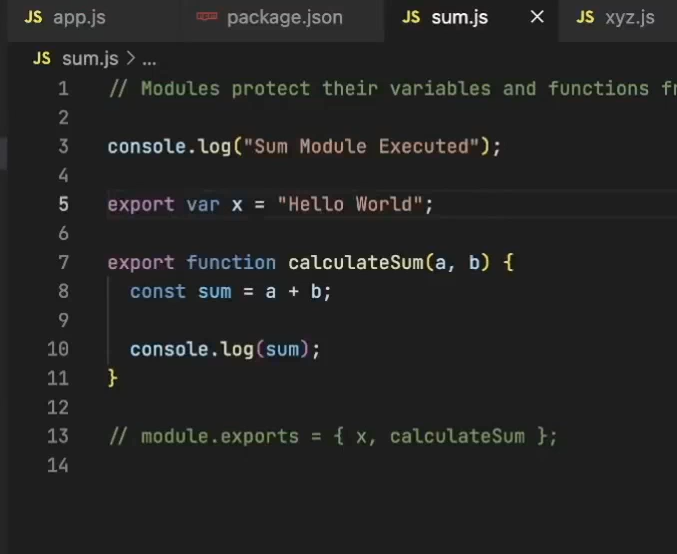 JS app.js package.json JS sum.js × JS xyz.js
JS sum.js > ...
1 // Modules protect their variables and functions
2
3 console.log("Sum Module Executed");
4
5 export var x = "Hello World";
6
7 export function calculateSum(a, b) {
8 const sum = a + b;
9
10 console.log(sum);
11 }
12
13 // module.exports = { x, calculateSum };
14